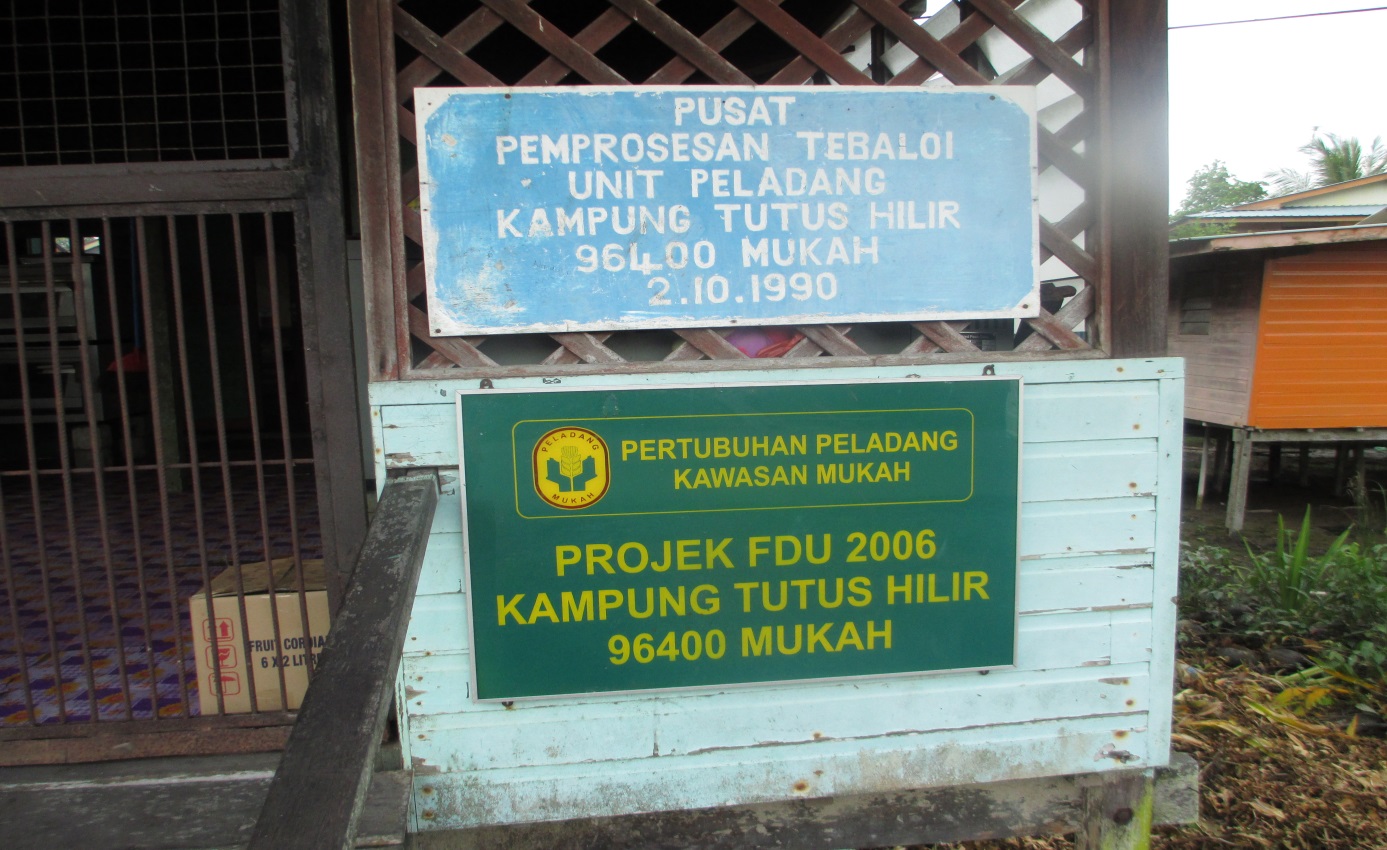 PUSAT
PEMPROSESAN TEBALOI
UNIT PELADANG
KAMPUNG TUTUS HILIR
96400 MUKAH
2.10.1990
PELADANG
MUKAH
PERTUBUHAN PELADANG
KAWASAN MUKAH
PROJEK FDU 2006
KAMPUNG TUTUS HILIR
96400 MUKAH
FRUIT CORDIAL
6 X 2 LITRE